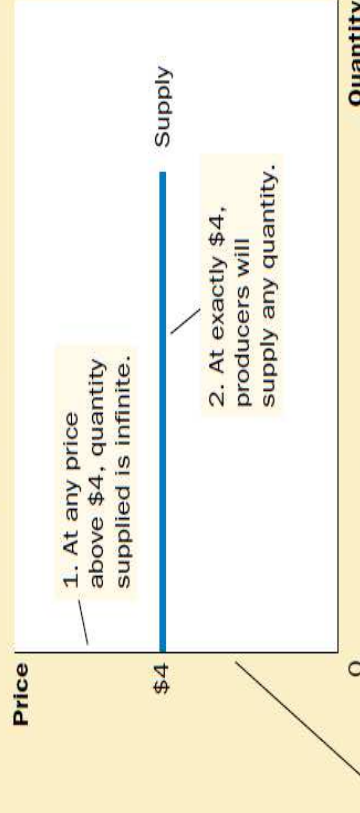 Price
1. At any price
above $4, quantity
supplied is infinite.
$4
Supply
2. At exactly $4,
producers will
supply any quantity.
0
Quantity